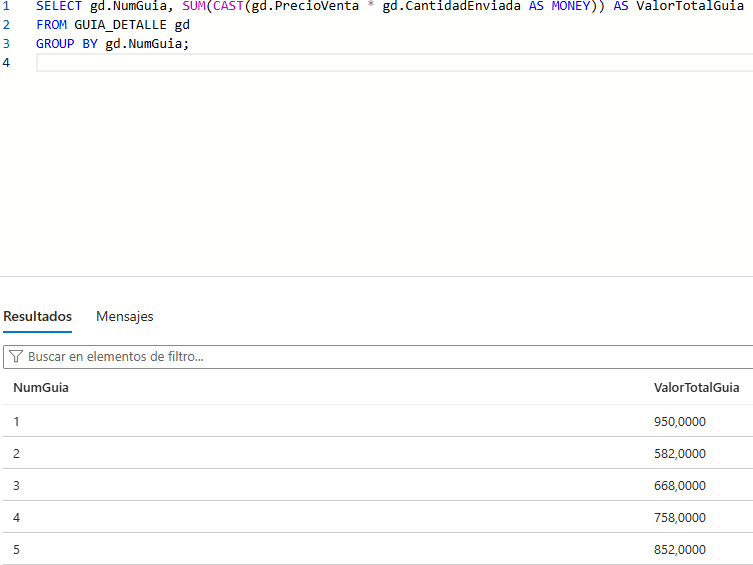 1 SELECT gd.NumGuia, SUM(CAST(gd.PrecioVenta * gd.CantidadEnviada AS MONEY)) AS ValorTotalGuia
2 FROM GUIA_DETALLE gd
3 GROUP BY gd.NumGuia;
4
Resultados Mensajes
Buscar en elementos de filtro...
NumGuia ValorTotalGuia
1 950,0000
2 582,0000
3 668,0000
4 758,0000
5 852,0000